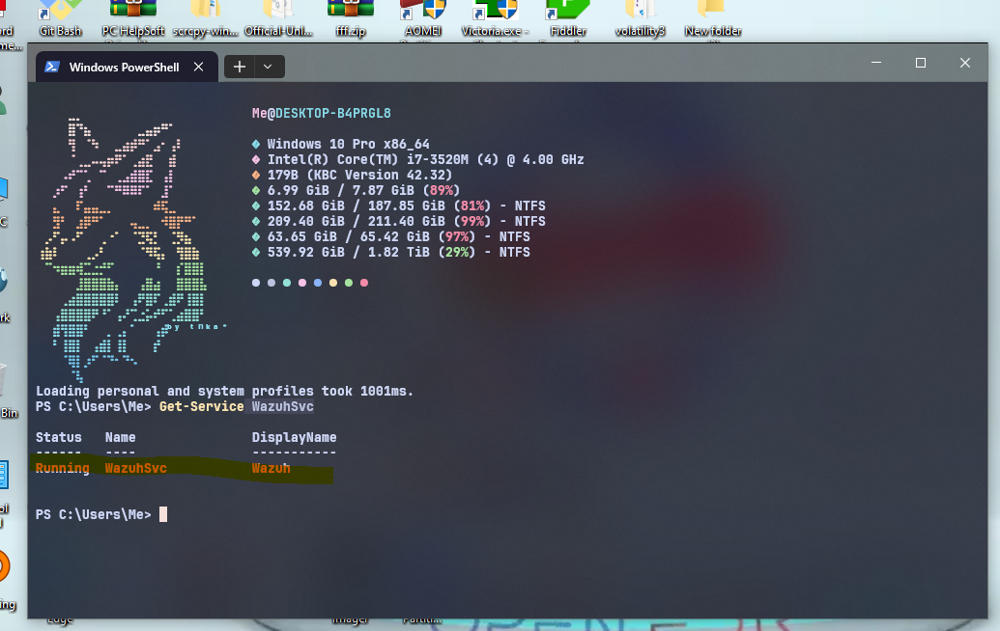 Git Bash PC HelpSoft scrcpy-win... Official-Unl... fff.zip AOMEI Victoria.exe - Fiddler volatility3 New folder
Windows PowerShell
Me@DESKTOP-B4PRGL8
Windows 10 Pro x86_64
Intel(R) Core(TM) i7-3520M (4) @ 4.00 GHz
179B (KBC Version 42.32)
6.99 GiB / 7.87 GiB (89%)
152.68 GiB / 187.85 GiB (81%) - NTFS
209.40 GiB / 211.40 GiB (99%) - NTFS
63.65 GiB / 65.42 GiB (97%) - NTFS
539.92 GiB / 1.82 TiB (29%) - NTFS
Loading personal and system profiles took 1001ms.
PS C:\Users\Me> Get-Service WazuhSvc
Status Name DisplayName
------ ---- -----------
Running WazuhSvc Wazuh
PS C:\Users\Me>
Bin